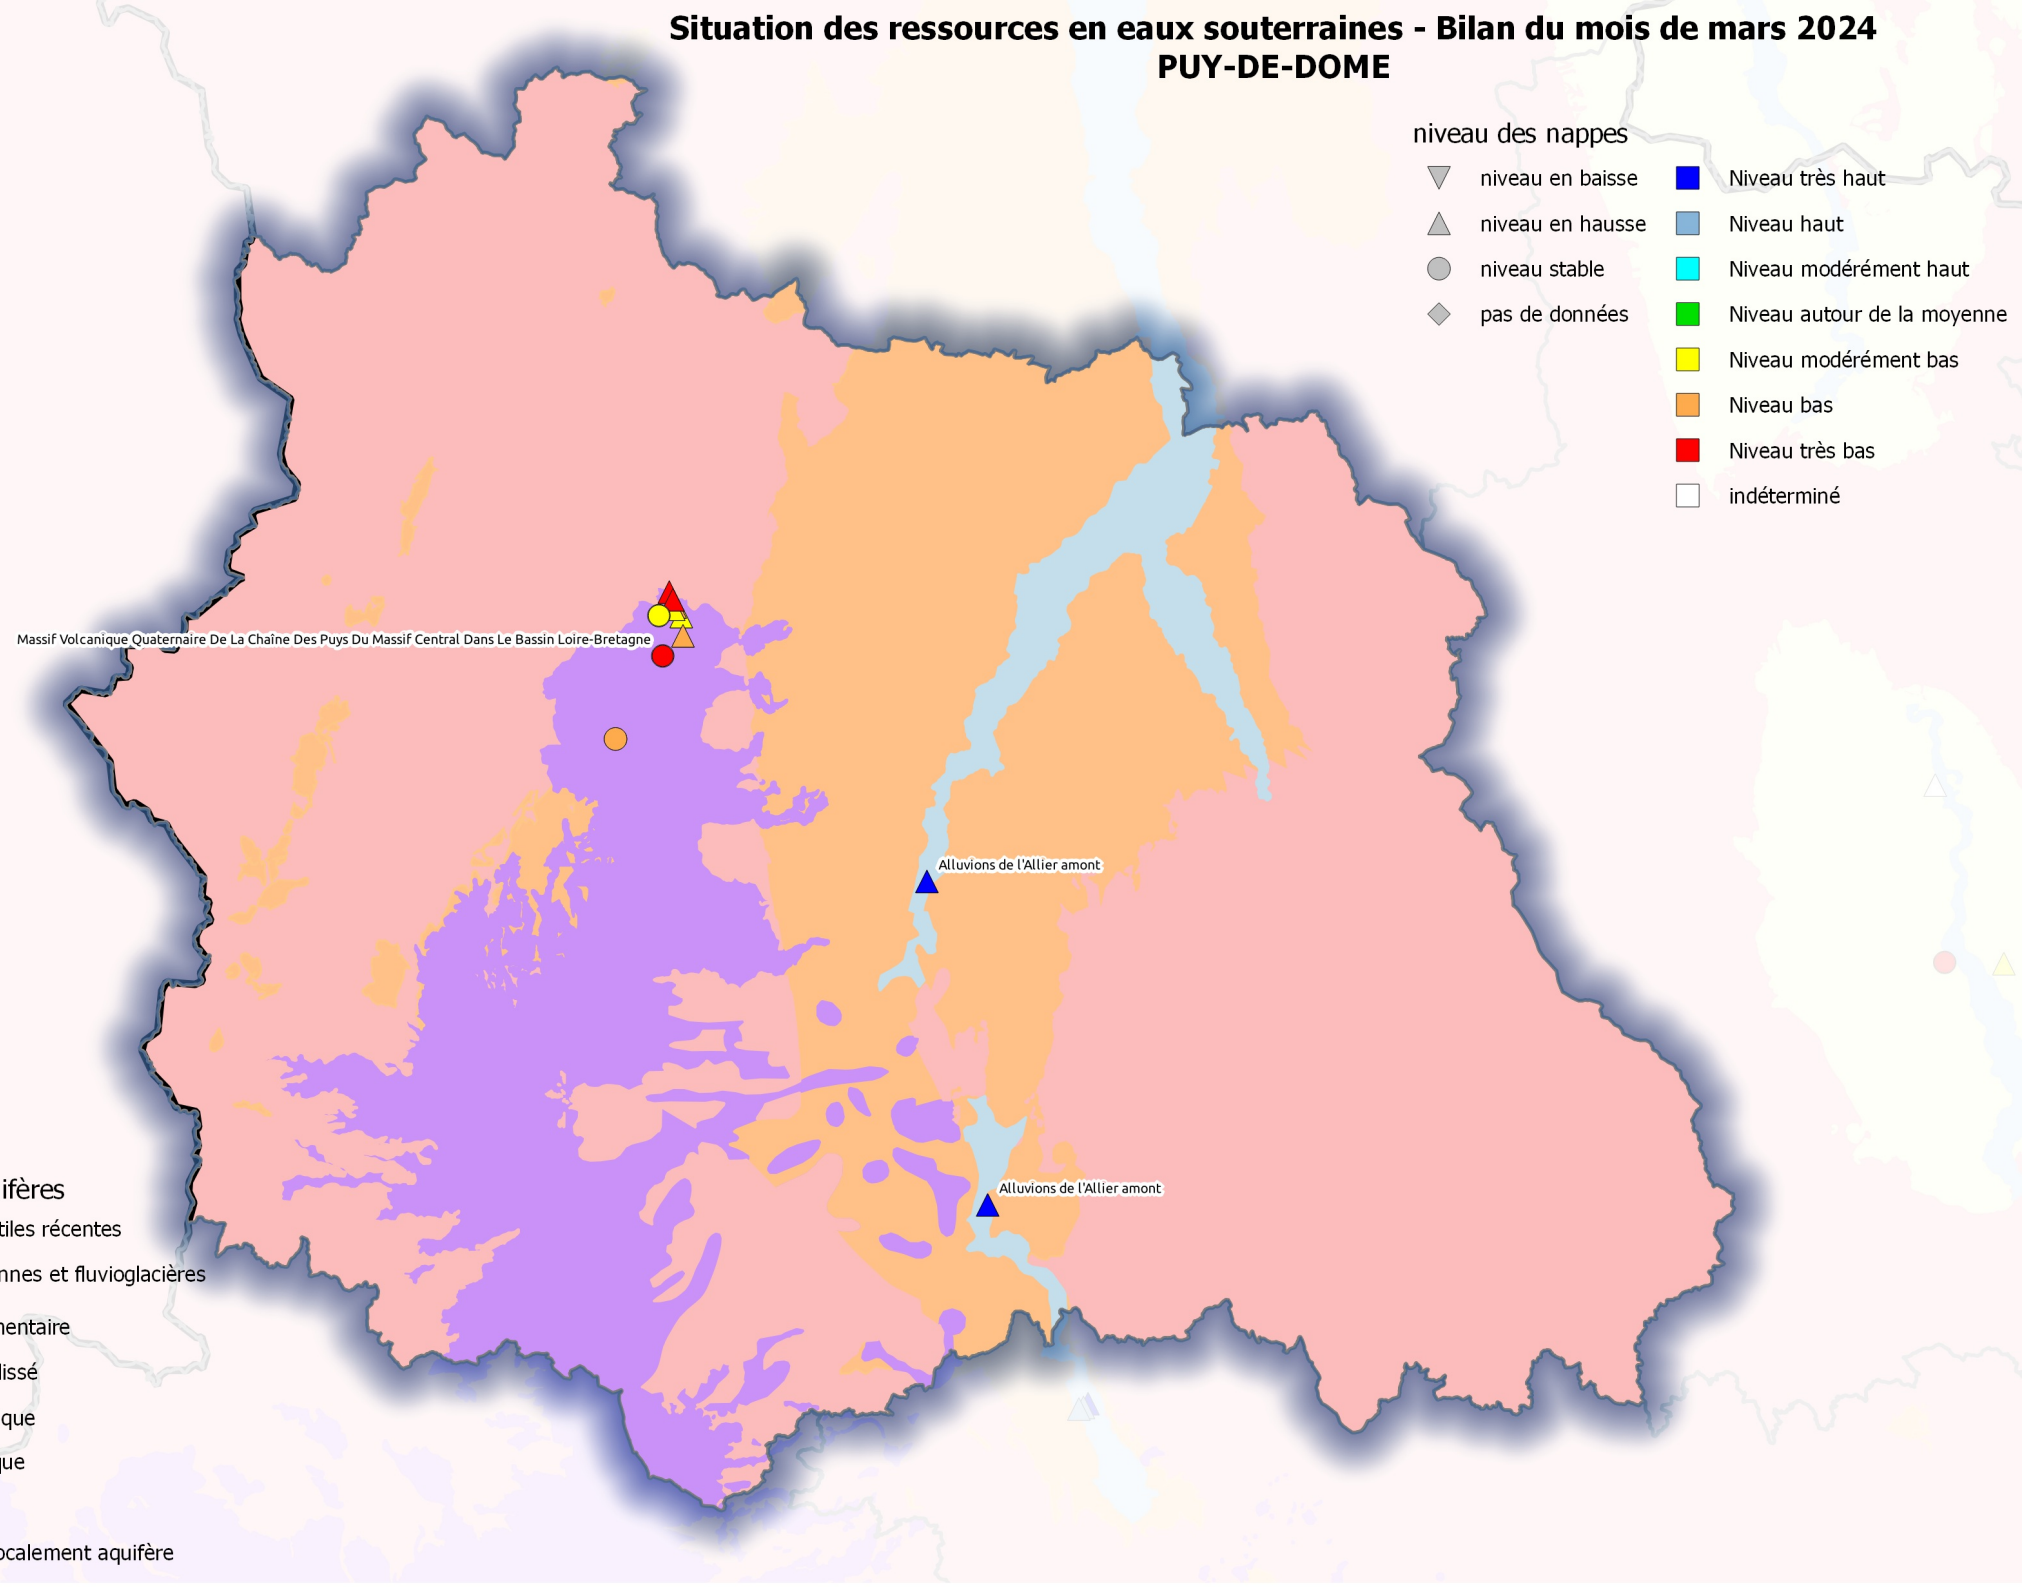 Situation des ressources en eaux souterraines - Bilan du mois de mars 2024
PUY-DE-DOME
niveau des nappes
niveau en baisse
niveau en hausse
niveau stable
pas de données
Niveau très haut
Niveau haut
Niveau modérément haut
Niveau autour de la moyenne
Niveau modérément bas
Niveau bas
Niveau très bas
indéterminé
Massif Volcanique Quaternaire De La Chaîne Des Puys Du Massif Central Dans Le Bassin Loire-Bretagne
Alluvions de l'Allier amont
Alluvions de l'Allier amont
ifères
tiles récentes
nnes et fluvioglacières
nentaire
lissé
que
que
ocalement aquifère